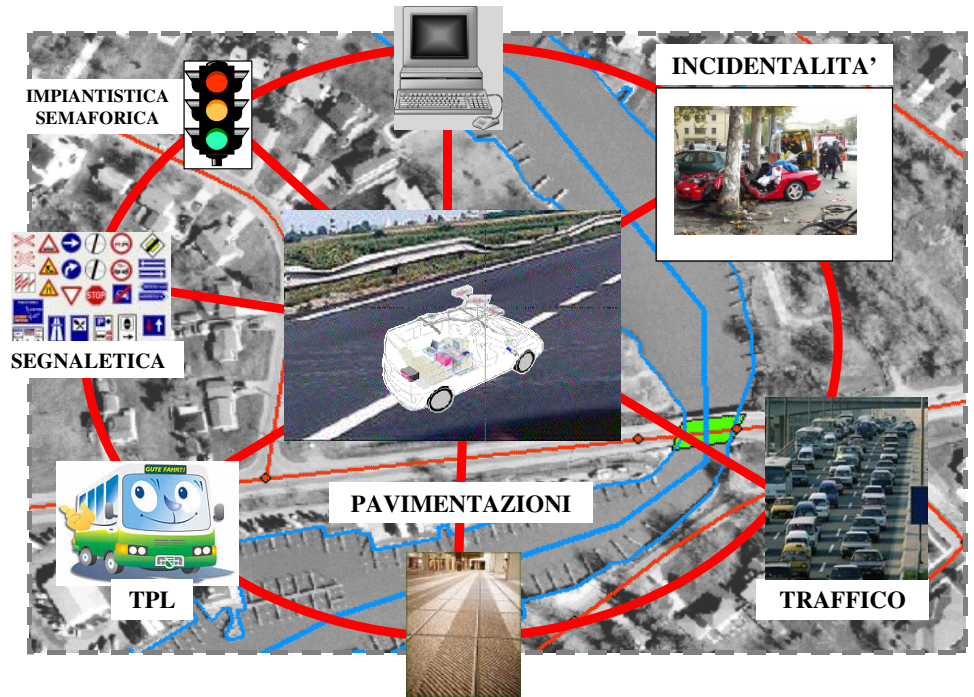 INCIDENTALITA’
IMPIANTISTICA
SEMAFORICA
STOP
SEGNALETICA
GUTE FAHRT!
PAVIMENTAZIONI
TPL
TRAFFICO